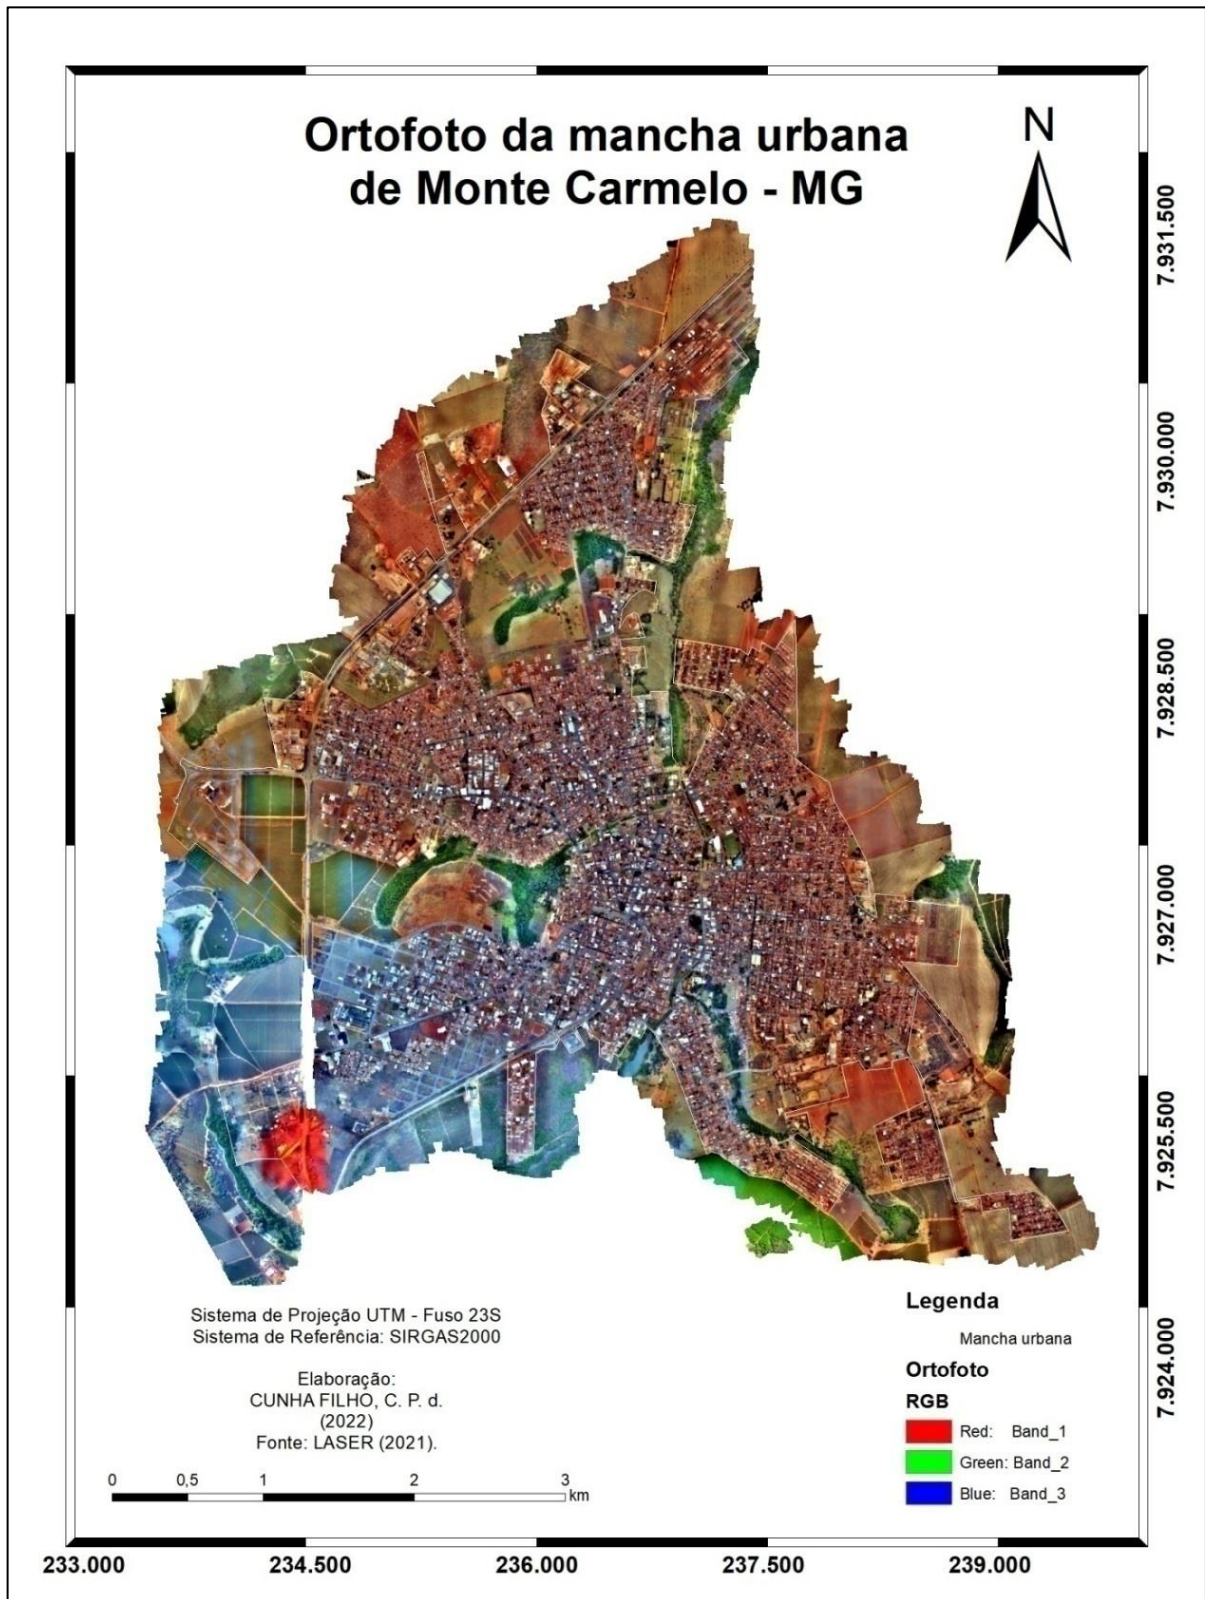 Ortofoto da mancha urbana
de Monte Carmelo - MG
N
7.931.500
7.930.000
7.928.500
7.927.000
7.925.500
7.924.000
Sistema de Projeção UTM - Fuso 23S
Sistema de Referência: SIRGAS2000
Elaboração:
CUNHA FILHO, C. P. d.
(2022)
Fonte: LASER (2021).
0 0,5 1 2 3
km
Legenda
Mancha urbana
Ortofoto
RGB
Red: Band_1
Green: Band_2
Blue: Band_3
233.000 234.500 236.000 237.500 239.000